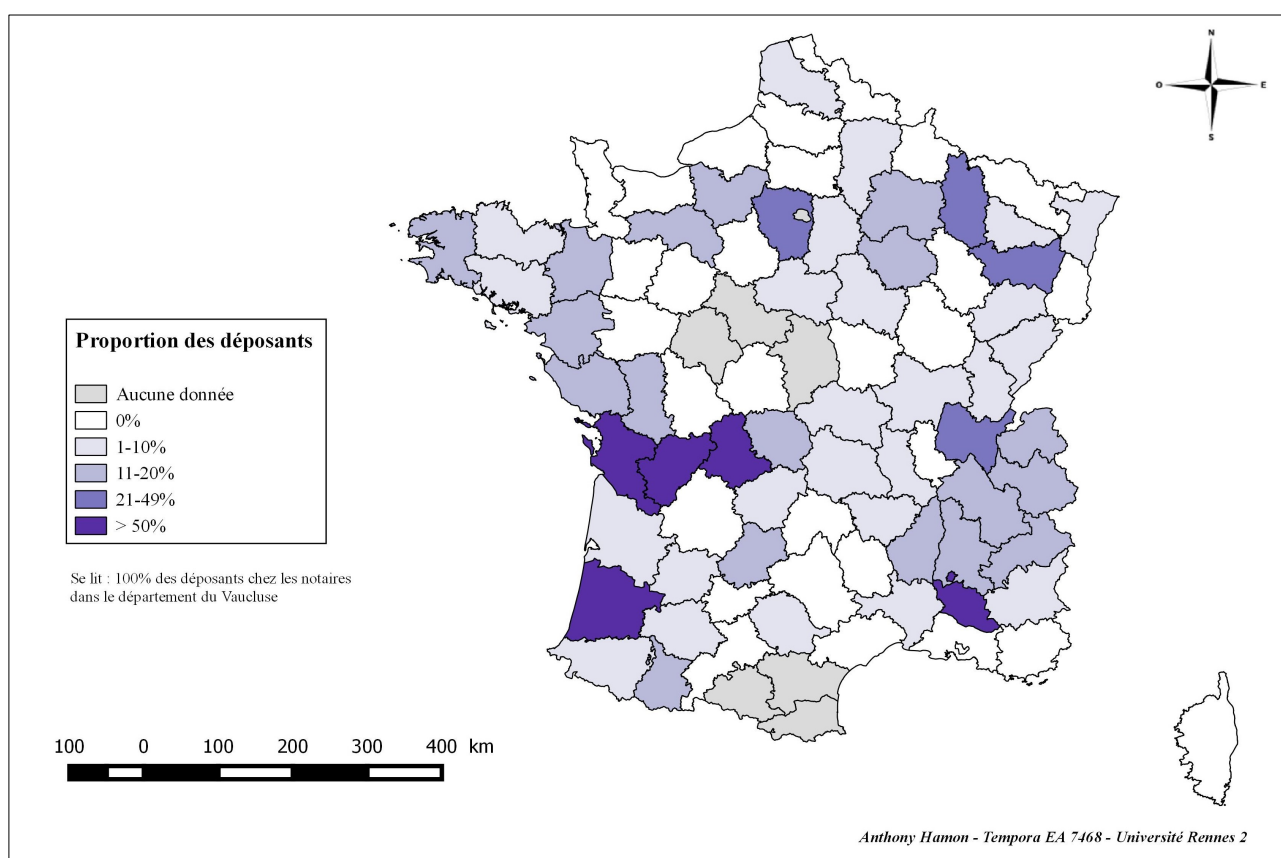 N
O
E
S
Proportion des déposants
Aucune donnée
0%
1-10%
11-20%
21-49%
> 50%
Se lit : 100% des déposants chez les notaires
dans le département du Vaucluse
100 0 100 200 300 400 km
Anthony Hamon - Tempora EA 7468 - Université Rennes 2